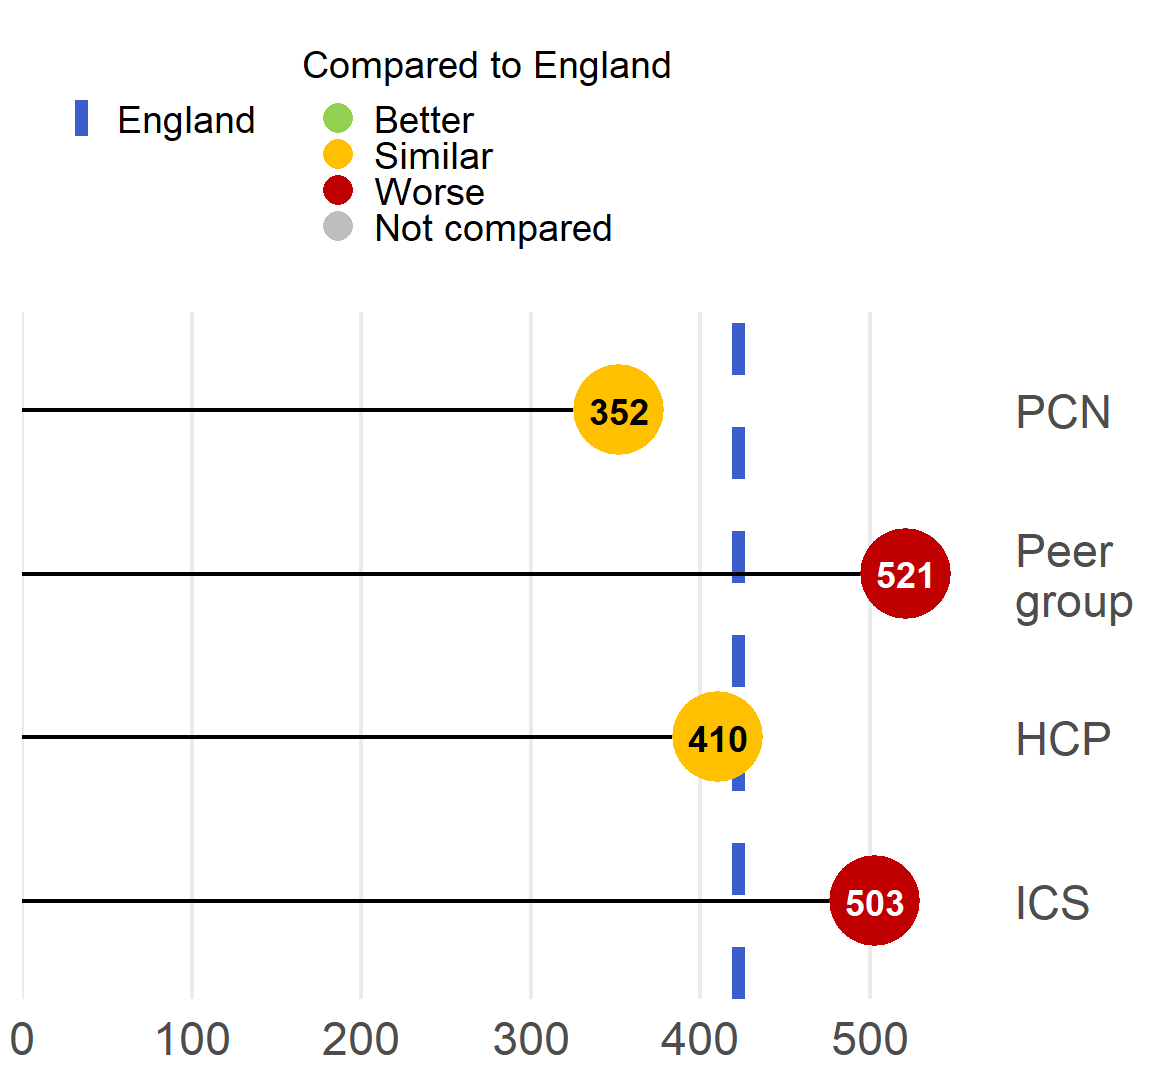 Compared to England
England
Better
Similar
Worse
Not compared
352
PCN
521
Peer
group
410
HCP
503
ICS
0 100 200 300 400 500